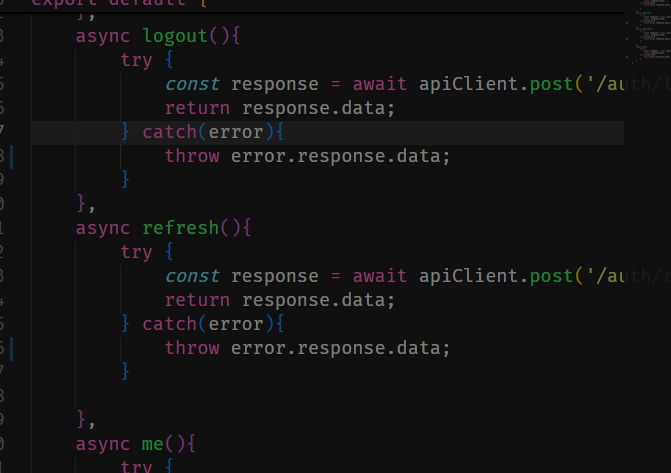 export default {
},
async logout(){
try {
const response = await apiClient.post('/auth/l
return response.data;
} catch(error){
throw error.response.data;
}
},
async refresh(){
try {
const response = await apiClient.post('/auth/r
return response.data;
} catch(error){
throw error.response.data;
}
},
async me(){
try {